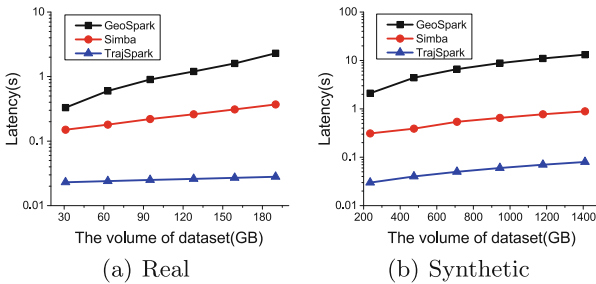 GeoSpark
Simba
TrajSpark
Latency(s)
10
1
0.1
0.01
30 60 90 120 150 180
The volume of dataset(GB)
(a) Real
GeoSpark
Simba
TrajSpark
Latency(s)
100
10
1
0.1
0.01
200 400 600 800 1000 1200 1400
The volume of dataset(GB)
(b) Synthetic